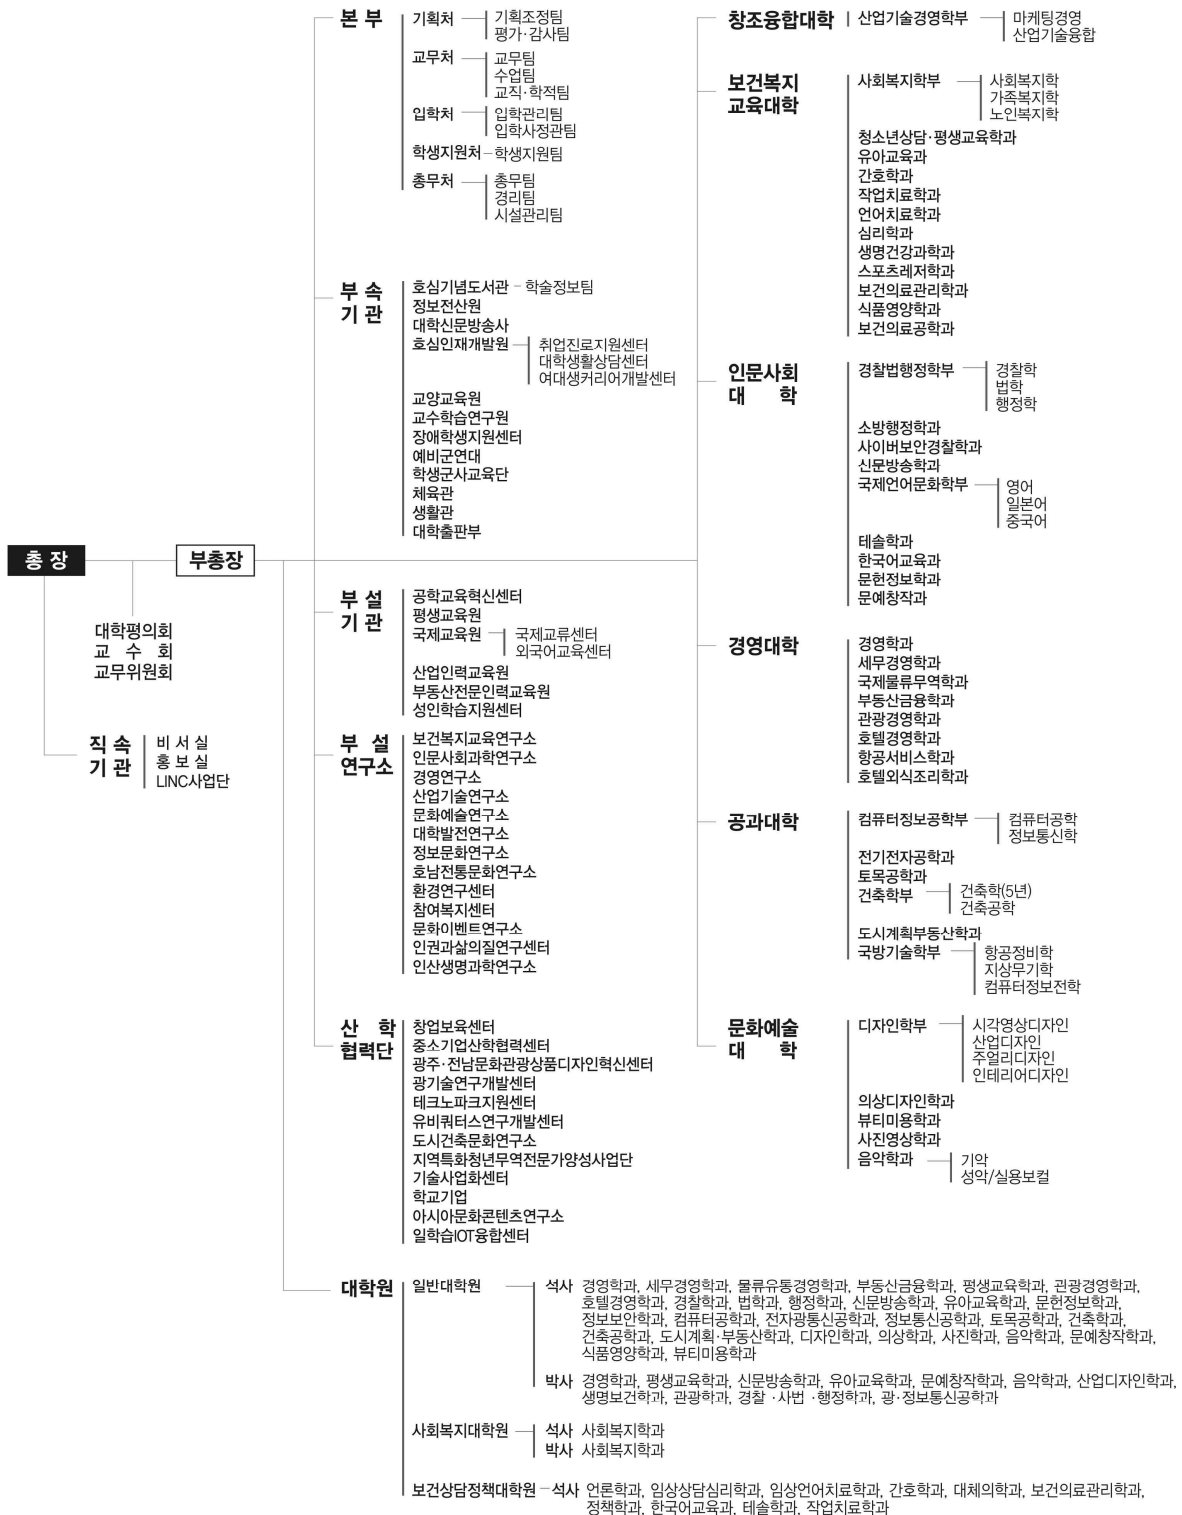 총 장
부총장
대학평의회
교 수 회
교무위원회
직 속
기 관
비 서 실
홍 보 실
LINC사업단
본 부
기획처
기획조정팀
평가·감사팀
교무처
교무팀
수업팀
교직·학적팀
입학처
입학관리팀
입학사정관팀
학생지원처
학생지원팀
총무처
총무팀
경리팀
시설관리팀
부 속
기 관
호심기념도서관
학술정보팀
정보전산원
대학신문방송사
호심인재개발원
취업진로지원센터
대학생활상담센터
여대생커리어개발센터
교양교육원
교수학습연구원
장애학생지원센터
예비군연대
학생군사교육단
체육관
생활관
대학출판부
부 설
기 관
공학교육혁신센터
평생교육원
국제교육원
국제교류센터
외국어교육센터
산업인력교육원
부동산전문인력교육원
성인학습지원센터
부 설
연구소
보건복지교육연구소
인문사회과학연구소
경영연구소
산업기술연구소
문화예술연구소
대학발전연구소
정보문화연구소
호남전통문화연구소
환경연구센터
참여복지센터
문화이벤트연구소
인권과삶의질연구센터
인산생명과학연구소
산 학
협력단
창업보육센터
중소기업산학협력센터
광주·전남문화관광상품디자인혁신센터
광기술연구개발센터
테크노파크지원센터
유비쿼터스연구개발센터
도시건축문화연구소
지역특화청년무역전문가양성사업단
기술사업화센터
학교기업
아시아문화콘텐츠연구소
일학습IOT융합센터
창조융합대학
산업기술경영학부
마케팅경영
산업기술융합
보건복지
교육대학
사회복지학부
사회복지학
가족복지학
노인복지학
청소년상담·평생교육학과
유아교육과
간호학과
작업치료학과
언어치료학과
심리학과
생명건강과학과
스포츠레저학과
보건의료관리학과
식품영양학과
보건의료공학과
인문사회
대 학
경찰법행정학부
경찰학
법학
행정학
소방행정학과
사이버보안경찰학과
신문방송학과
국제언어문화학부
영어
일본어
중국어
테솔학과
한국어교육과
문헌정보학과
문예창작과
경영대학
경영학과
세무경영학과
국제물류무역학과
부동산금융학과
관광경영학과
호텔경영학과
항공서비스학과
호텔외식조리학과
공과대학
컴퓨터정보공학부
컴퓨터공학
정보통신학
전기전자공학과
토목공학과
건축학부
건축학(5년)
건축공학
도시계획부동산학과
국방기술학부
항공정비학
지상무기학
컴퓨터정보전학
문화예술
대 학
디자인학부
시각영상디자인
산업디자인
주얼리디자인
인테리어디자인
의상디자인학과
뷰티미용학과
사진영상학과
음악학과
기악
성악/실용보컬
대학원
일반대학원
석사 경영학과, 세무경영학과, 물류유통경영학과, 부동산금융학과, 평생교육학과, 관광경영학과,
호텔경영학과, 경찰학과, 법학과, 행정학과, 신문방송학과, 유아교육학과, 문헌정보학과,
정보보안학과, 컴퓨터공학과, 전자광통신공학과, 정보통신공학과, 토목공학과, 건축학과,
건축공학과, 도시계획·부동산학과, 디자인학과, 의상학과, 사진학과, 음악학과, 문예창작학과,
식품영양학과, 뷰티미용학과
박사 경영학과, 평생교육학과, 신문방송학과, 유아교육학과, 문예창작학과, 음악학과, 산업디자인학과,
생명보건학과, 관광학과, 경찰 ·사법 ·행정학과, 광·정보통신공학과
사회복지대학원
석사 사회복지학과
박사 사회복지학과
보건상담정책대학원
석사 언론학과, 임상상담심리학과, 임상언어치료학과, 간호학과, 대체의학과, 보건의료관리학과,
정책학과, 한국어교육과, 테솔학과, 작업치료학과